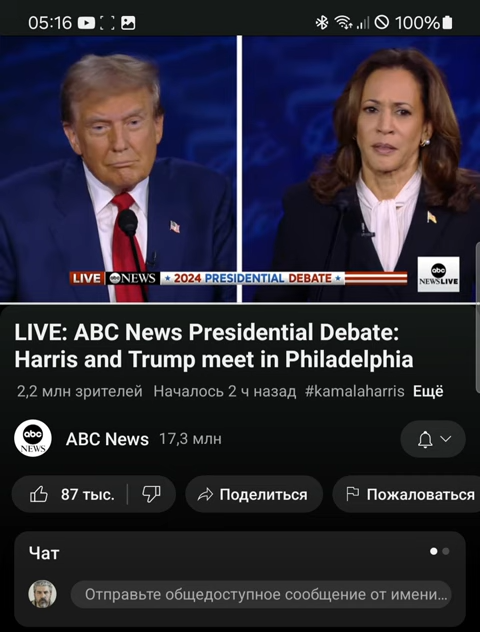 05:16 100%
LIVE abc NEWS 2024 PRESIDENTIAL DEBATE
abc
NEWS LIVE
LIVE: ABC News Presidential Debate:
Harris and Trump meet in Philadelphia
2,2 млн зрителей Началось 2 ч назад #kamalaharris Ещё
abc
NEWS
ABC News 17,3 млн
87 тыс. Поделиться Пожаловаться
Чат
Отправьте общедоступное сообщение от имени...